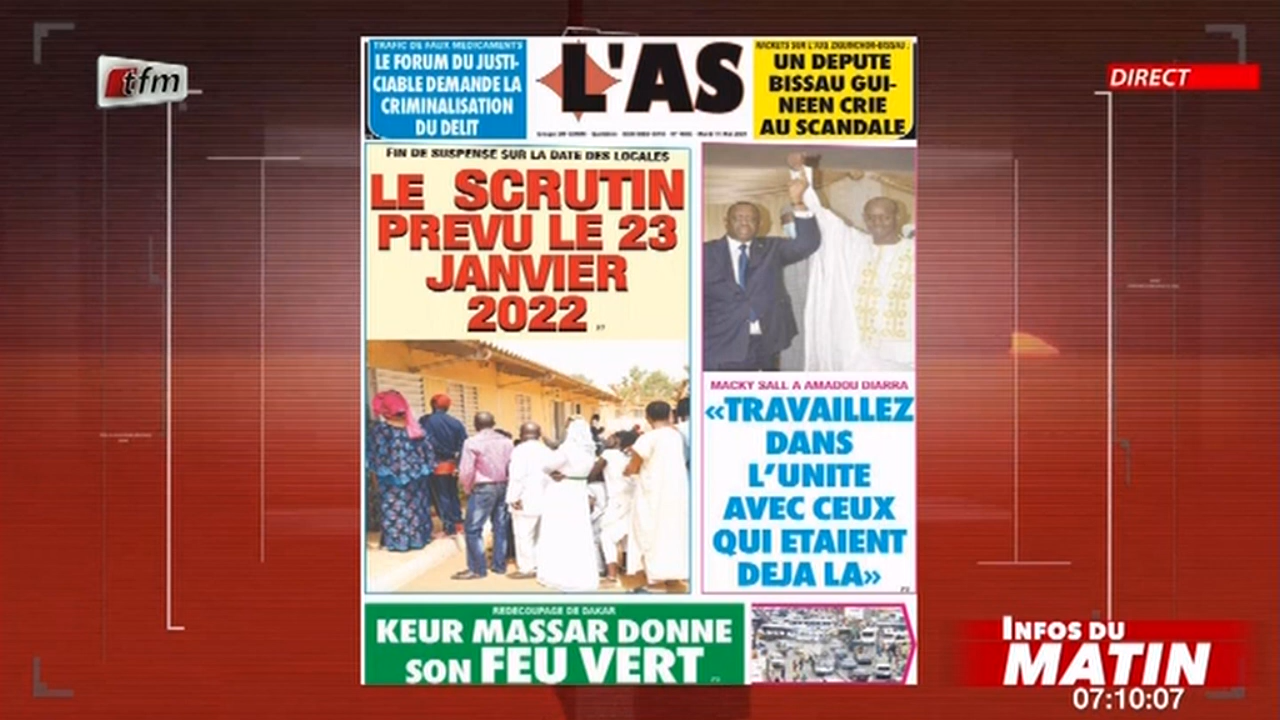 tfm
DIRECT
TRAFIC DE FAUX MEDICAMENTS
LE FORUM DU JUSTI-
CIABLE DEMANDE LA
CRIMINALISATION
DU DELIT
L'AS
RACKETS SUR L'AXE ZIGUINCHOR-BISSAU :
UN DEPUTE
BISSAU GUI-
NEEN CRIE
AU SCANDALE
FIN DE SUSPENSE SUR LA DATE DES LOCALES
LE SCRUTIN
PREVU LE 23
JANVIER
2022
MACKY SALL A AMADOU DIARRA
«TRAVAILLEZ
DANS
L'UNITE
AVEC CEUX
QUI ETAIENT
DEJA LA»
REDECOUPAGE DE DAKAR
KEUR MASSAR DONNE
SON FEU VERT
INFOS DU
MATIN
07:10:07